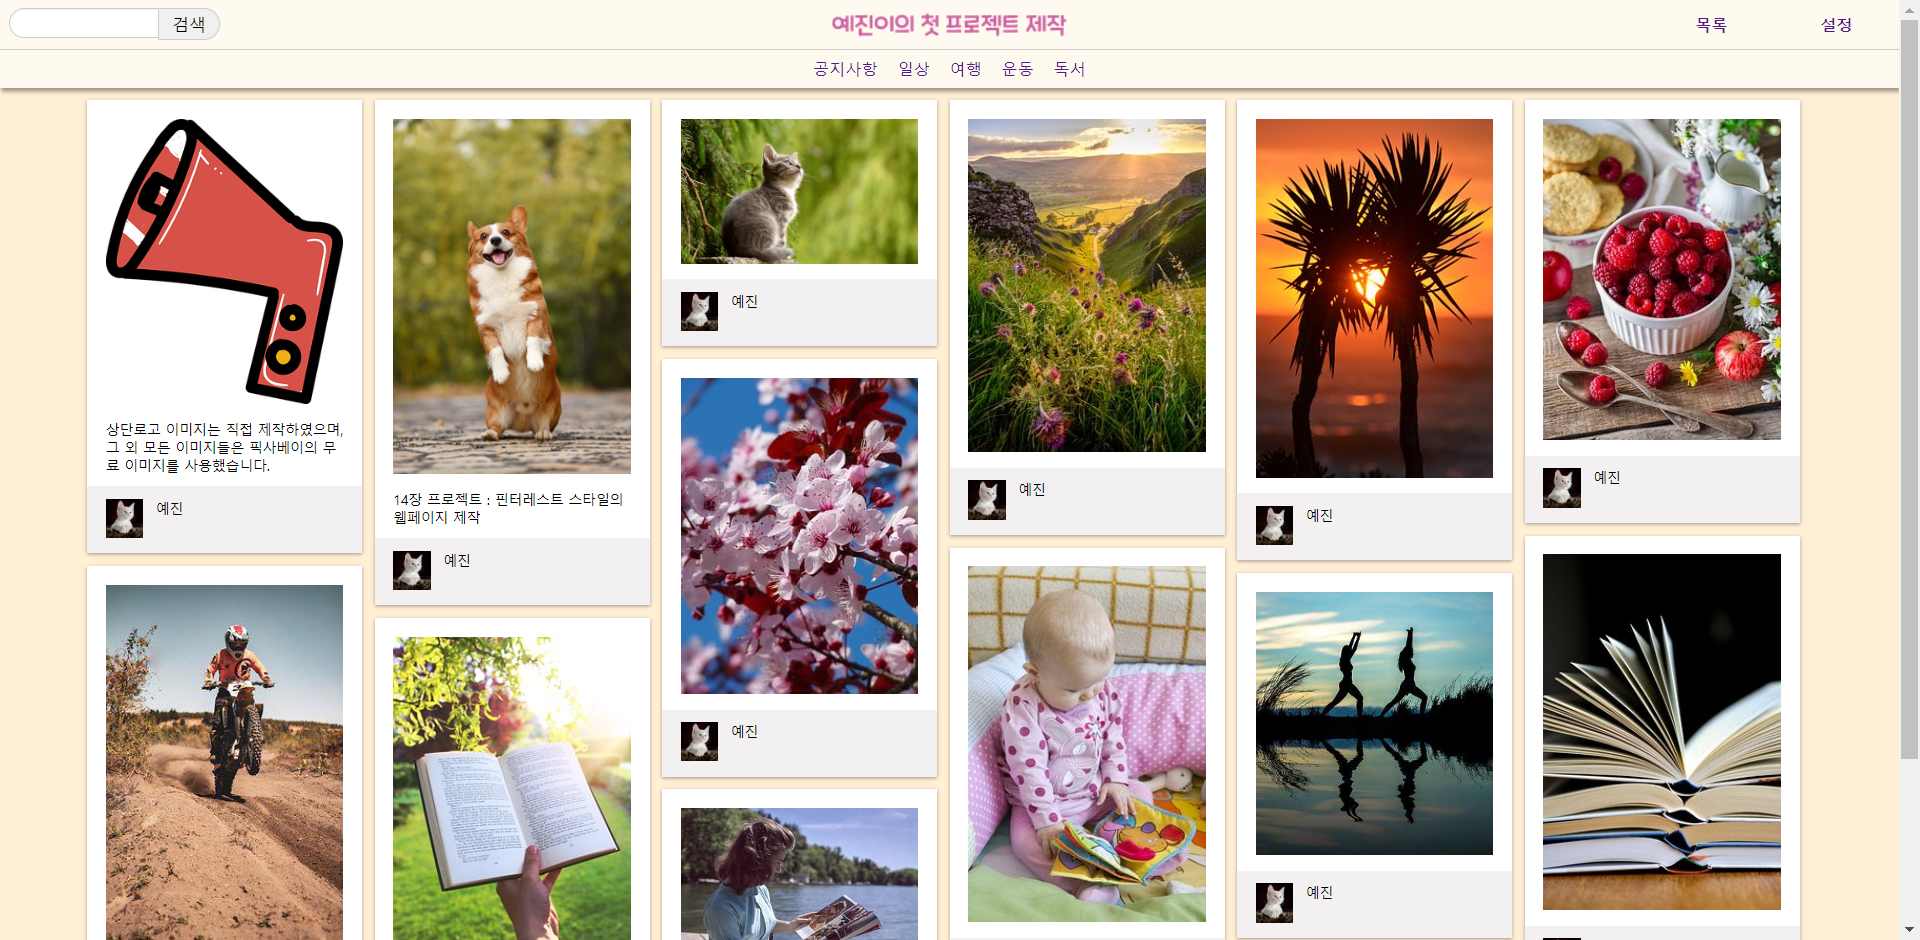 검색
예진이의 첫 프로젝트 제작
목록
설정
공지사항 일상 여행 운동 독서
상단로고 이미지는 직접 제작하였으며,
그 외 모든 이미지들은 픽사베이의 무
료 이미지를 사용했습니다.
예진
14장 프로젝트 : 핀터레스트 스타일의
웹페이지 제작
예진
예진
예진
예진
예진
예진
예진